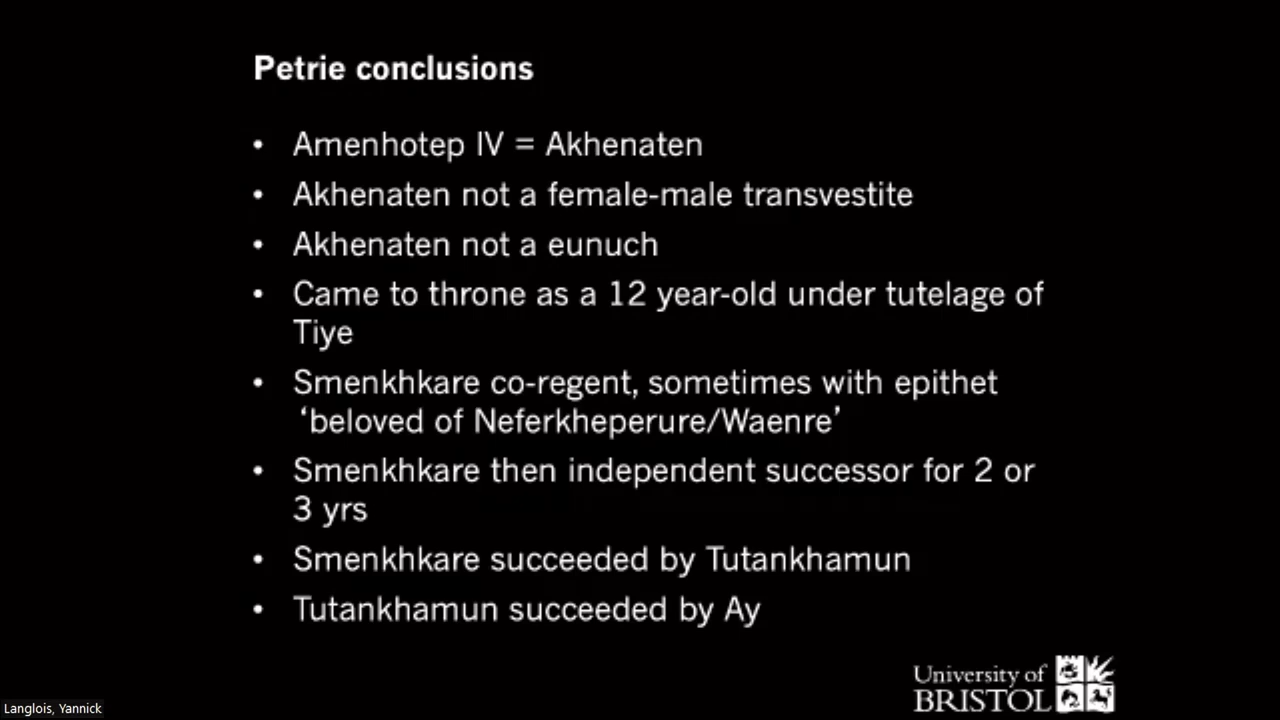 Petrie conclusions
• Amenhotep IV = Akhenaten
• Akhenaten not a female-male transvestite
• Akhenaten not a eunuch
• Came to throne as a 12 year-old under tutelage of
Tiye
• Smenkhkare co-regent, sometimes with epithet
‘beloved of Neferkheperure/Waenre’
• Smenkhkare then independent successor for 2 or
3 yrs
• Smenkhkare succeeded by Tutankhamun
• Tutankhamun succeeded by Ay
University of
BRISTOL
Langlois, Yannick